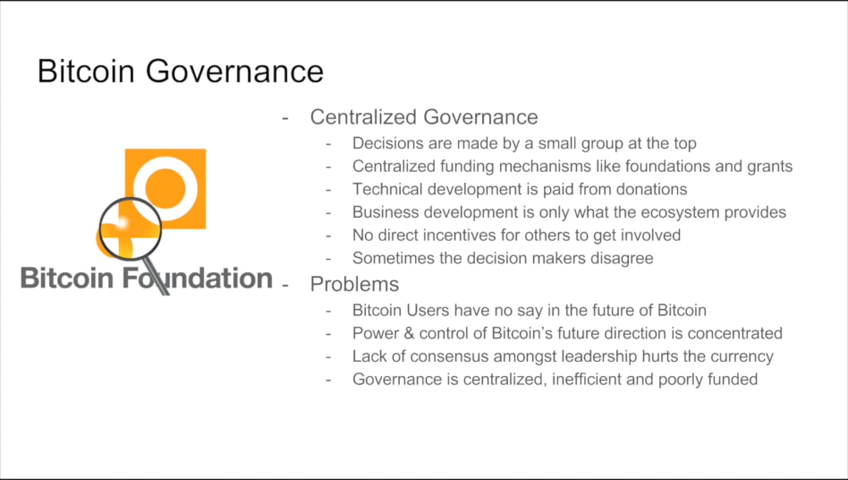 Bitcoin Governance
- Centralized Governance
- Decisions are made by a small group at the top
- Centralized funding mechanisms like foundations and grants
- Technical development is paid from donations
- Business development is only what the ecosystem provides
- No direct incentives for others to get involved
- Sometimes the decision makers disagree
Bitcoin Foundation
- Problems
- Bitcoin Users have no say in the future of Bitcoin
- Power & control of Bitcoin's future direction is concentrated
- Lack of consensus amongst leadership hurts the currency
- Governance is centralized, inefficient and poorly funded